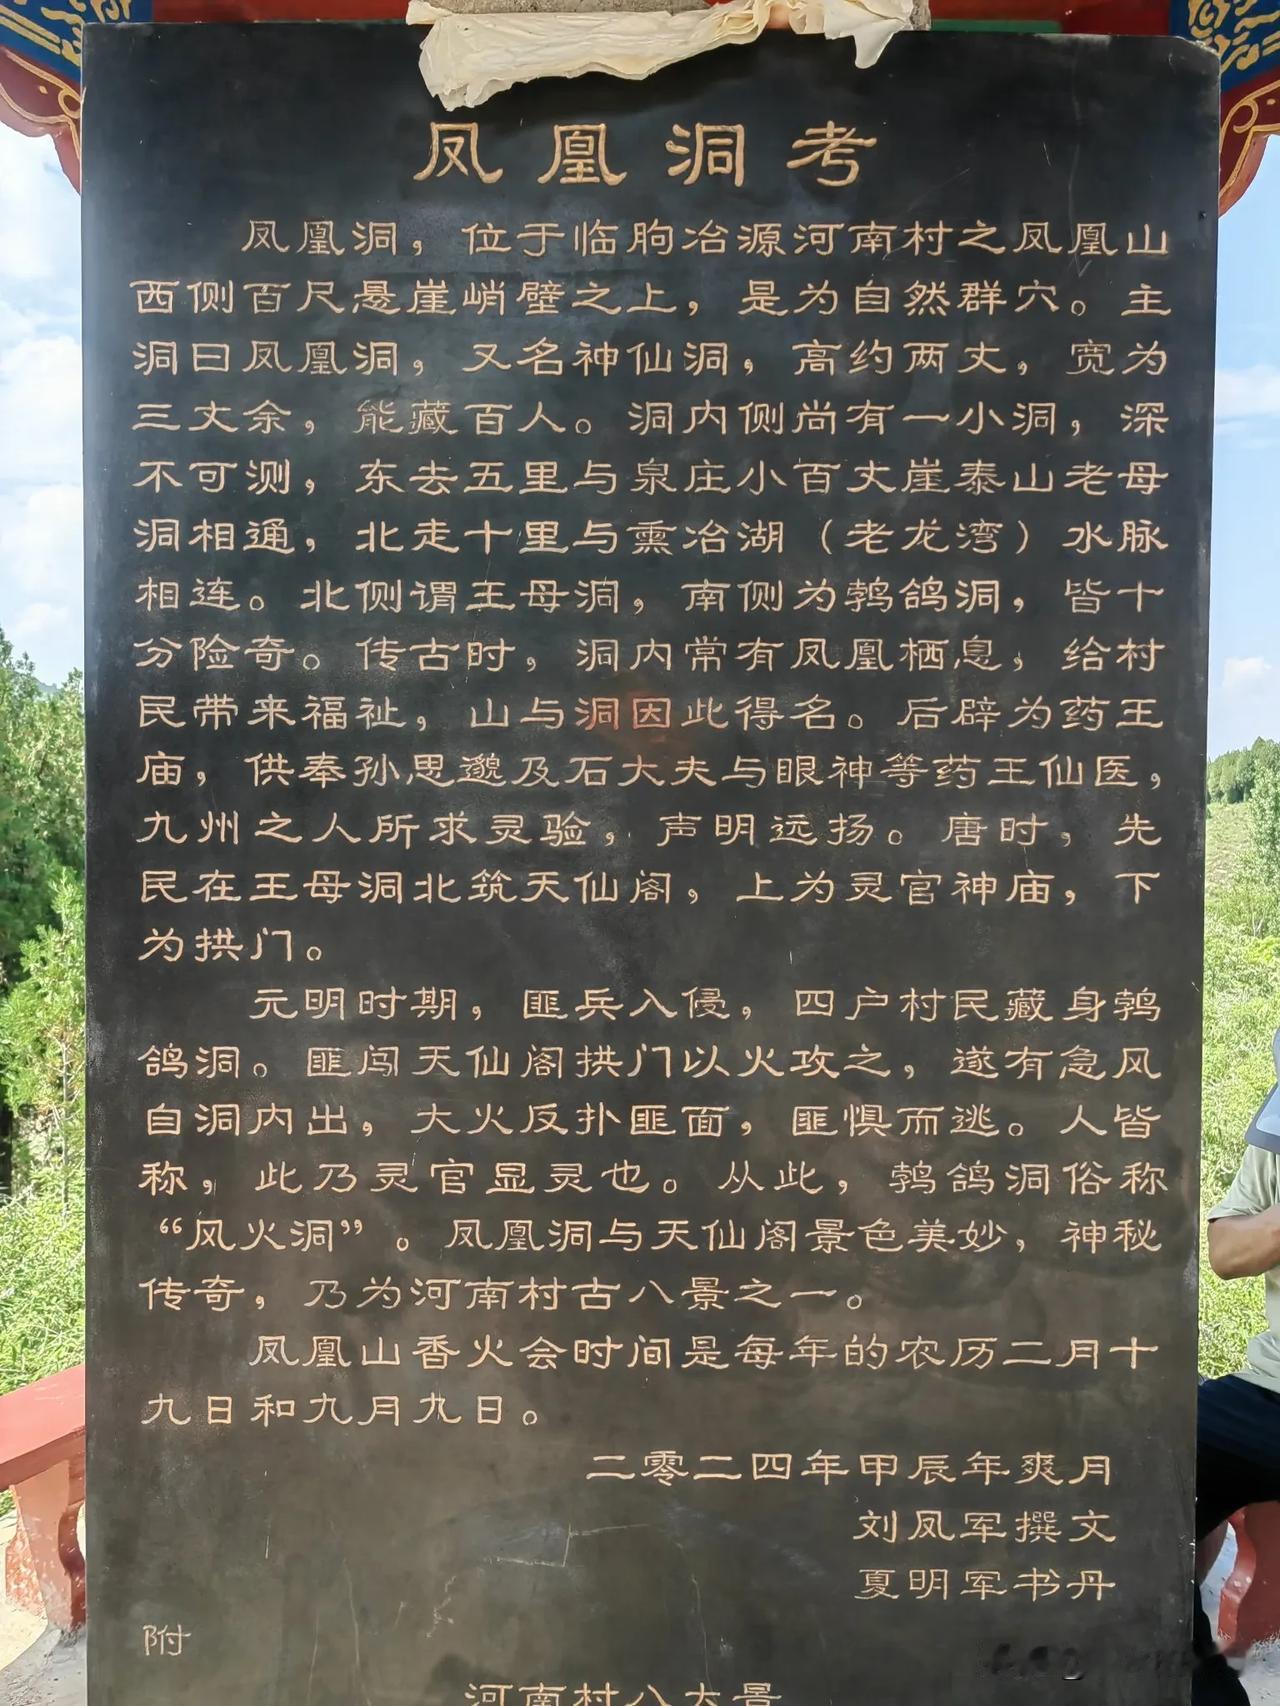 凤凰洞考
凤凰洞，位于临朐冶源河南村之凤凰山
西侧百尺悬崖峭壁之上，是为自然群穴。主
洞曰凤凰洞，又名神仙洞，高约两丈，宽为
三丈余，能藏百人。洞内侧尚有一小洞，深
不可测，东去五里与泉庄小百丈崖泰山老母
洞相通，北走十里与熏冶湖（老龙湾）水脉
相连。北侧谓王母洞，南侧为鹁鸽洞，皆十
分险奇。传古时，洞内常有凤凰栖息，给村
民带来福祉，山与洞因此得名。后辟为药王
庙，供奉孙思邈及石大夫与眼神等药王仙医，
九州之人所求灵验，声明远扬。唐时，先
民在王母洞北筑天仙阁，上为灵官神庙，下
为拱门。
元明时期，匪兵入侵，四户村民藏身鹁
鸽洞。匪闯天仙阁拱门以火攻之，遂有急风
自洞内出，大火反扑匪面，匪惧而逃。人皆
称，此乃灵官显灵也。从此，鹁鸽洞俗称
“风火洞”。凤凰洞与天仙阁景色美妙，神秘
传奇，乃为河南村古八景之一。
凤凰山香火会时间是每年的农历二月十
九日和九月九日。
二零二四年甲辰年爽月
刘凤军撰文
夏明军书丹
附
河南村八大景